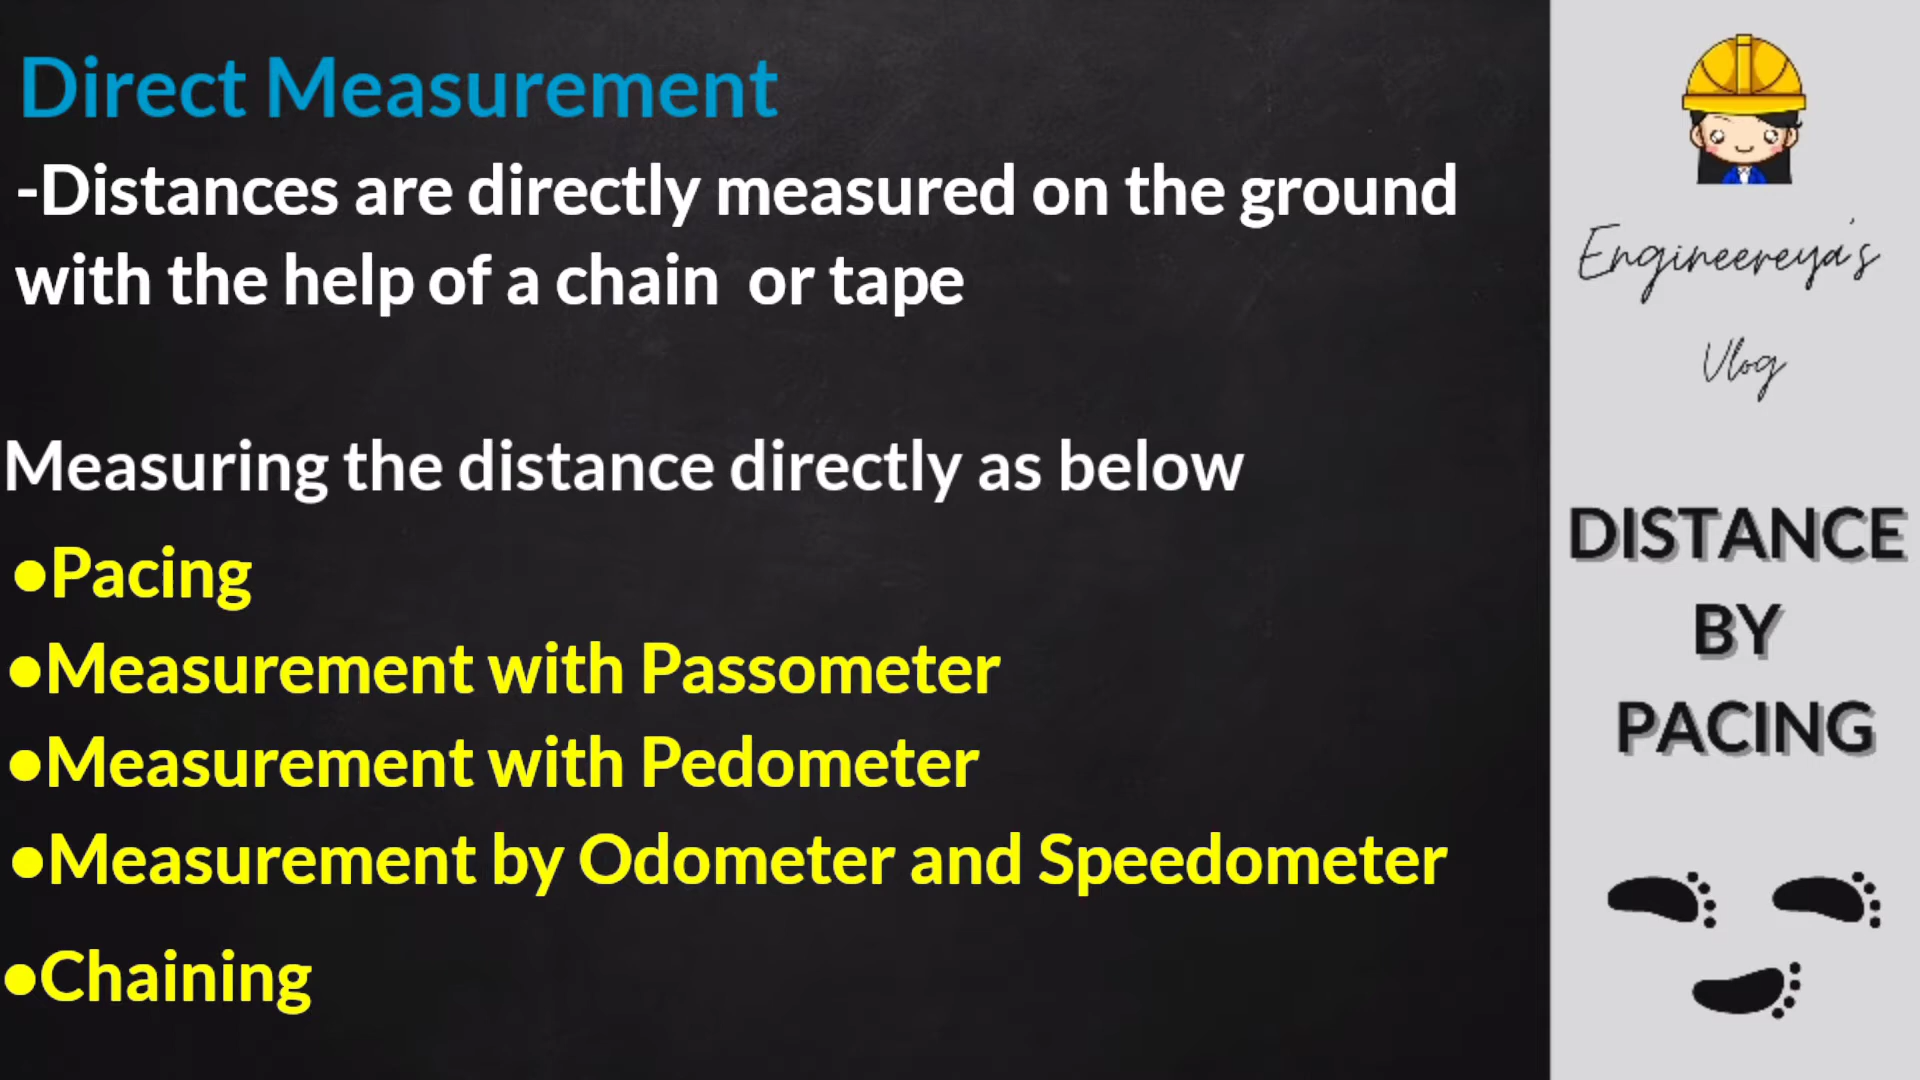 Direct Measurement
-Distances are directly measured on the ground
with the help of a chain or tape
Measuring the distance directly as below
•Pacing
•Measurement with Passometer
•Measurement with Pedometer
•Measurement by Odometer and Speedometer
•Chaining
Engineereya's
Vlog
DISTANCE
BY
PACING